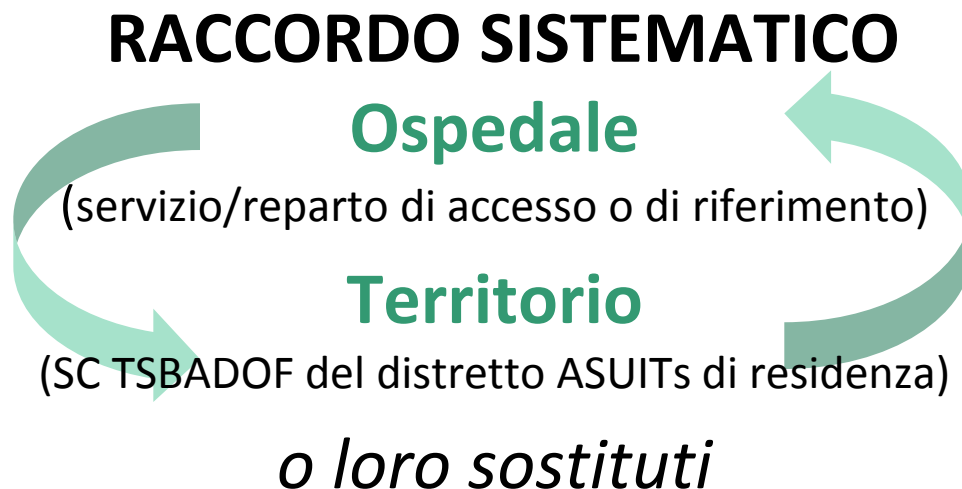 RACCORDO SISTEMATICO
Ospedale
(servizio/reparto di accesso o di riferimento)
Territorio
(SC TSBADOF del distretto ASUITs di residenza)
o loro sostituti